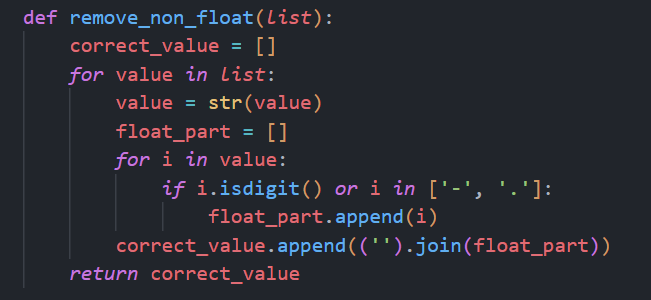 def remove_non_float(list):
    correct_value = []
    for value in list:
        value = str(value)
        float_part = []
        for i in value:
            if i.isdigit() or i in ['-', '.']:
                float_part.append(i)
        correct_value.append(('').join(float_part))
    return correct_value